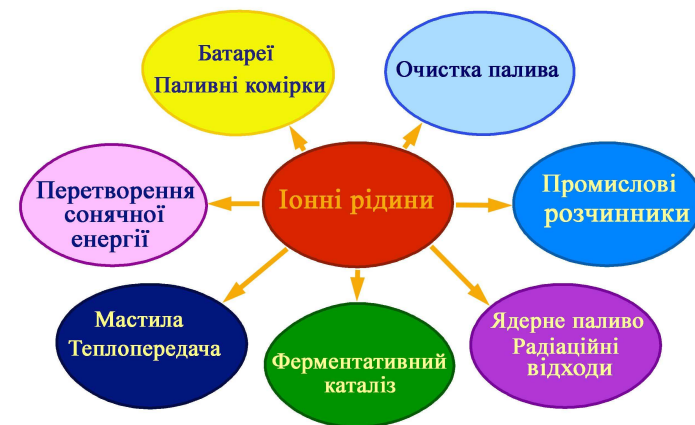 Батареї
Паливні комірки
Очистка палива
Перетворення
сонячної
енергії
Іонні рідини
Промислові
розчинники
Мастила
Теплопередача
Ферментативний
каталіз
Ядерне паливо
Радіаційні
відходи